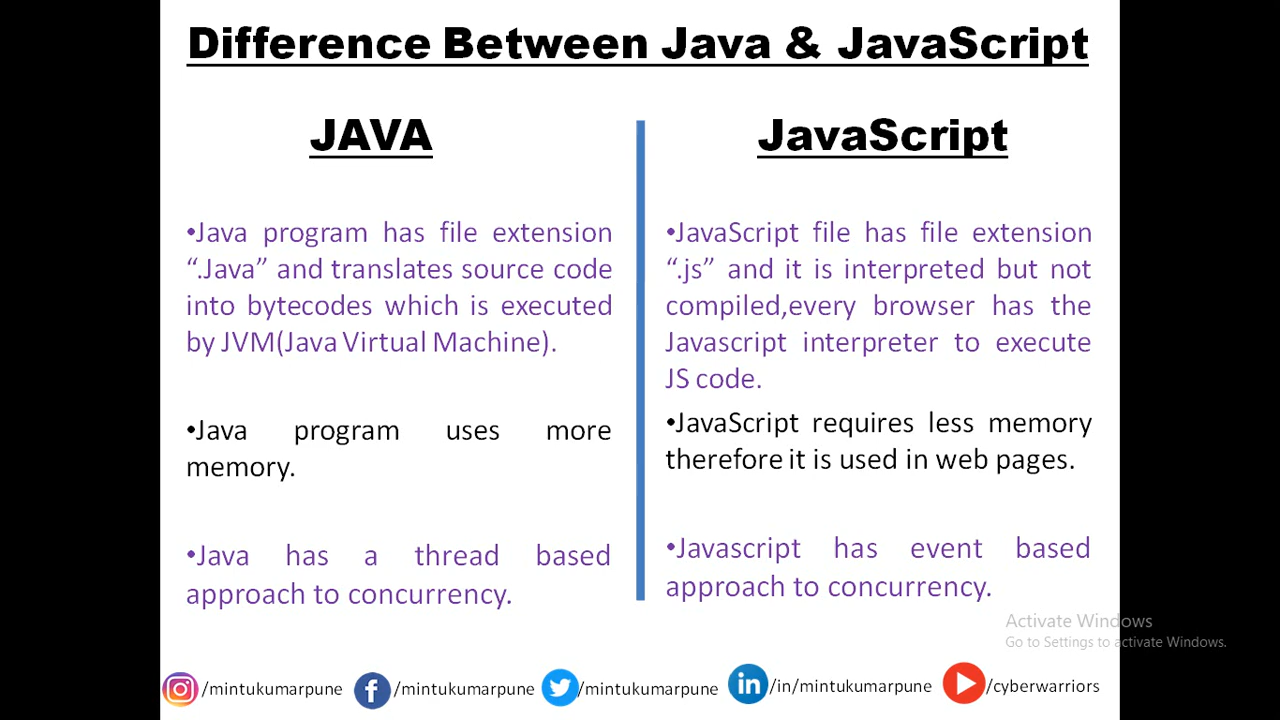 Difference Between Java & JavaScript
JAVA
•Java program has file extension
“.Java” and translates source code
into bytecodes which is executed
by JVM(Java Virtual Machine).
•Java program uses more
memory.
•Java has a thread based
approach to concurrency.
JavaScript
•JavaScript file has file extension
“.js” and it is interpreted but not
compiled,every browser has the
Javascript interpreter to execute
JS code.
•JavaScript requires less memory
therefore it is used in web pages.
•Javascript has event based
approach to concurrency.
Activate Windows
Go to Settings to activate Windows.
/mintukumarpune /mintukumarpune /mintukumarpune in /in/mintukumarpune /cyberwarriors